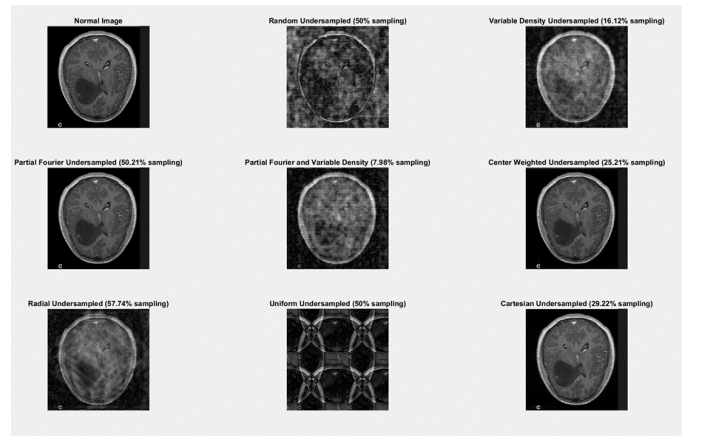 Normal Image
Random Undersampled (50% sampling)
Variable Density Undersampled (16.12% sampling)
Partial Fourier Undersampled (50.21% sampling)
Partial Fourier and Variable Density (7.98% sampling)
Center Weighted Undersampled (25.21% sampling)
Radial Undersampled (57.74% sampling)
Uniform Undersampled (50% sampling)
Cartesian Undersampled (29.22% sampling)